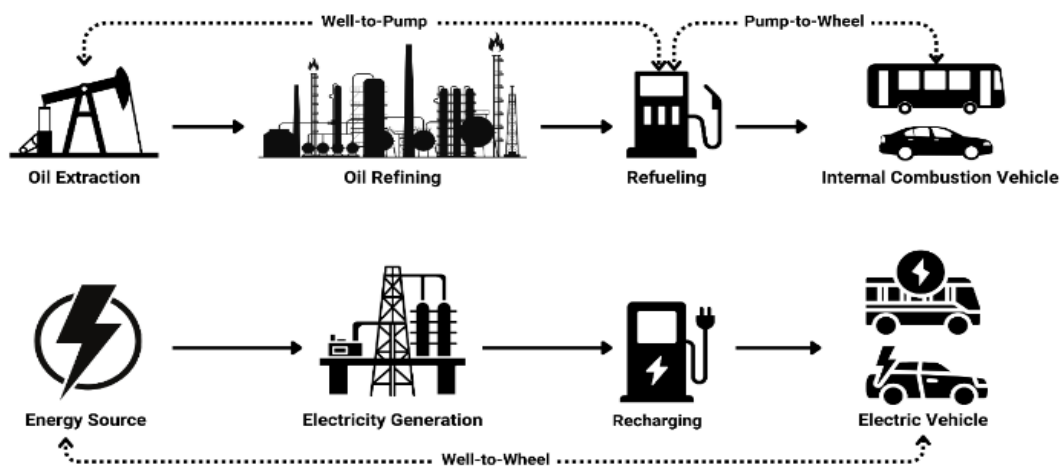 Well-to-Pump
Pump-to-Wheel
Oil Extraction
Oil Refining
Refueling
Internal Combustion Vehicle
Energy Source
Electricity Generation
Recharging
Electric Vehicle
Well-to-Wheel